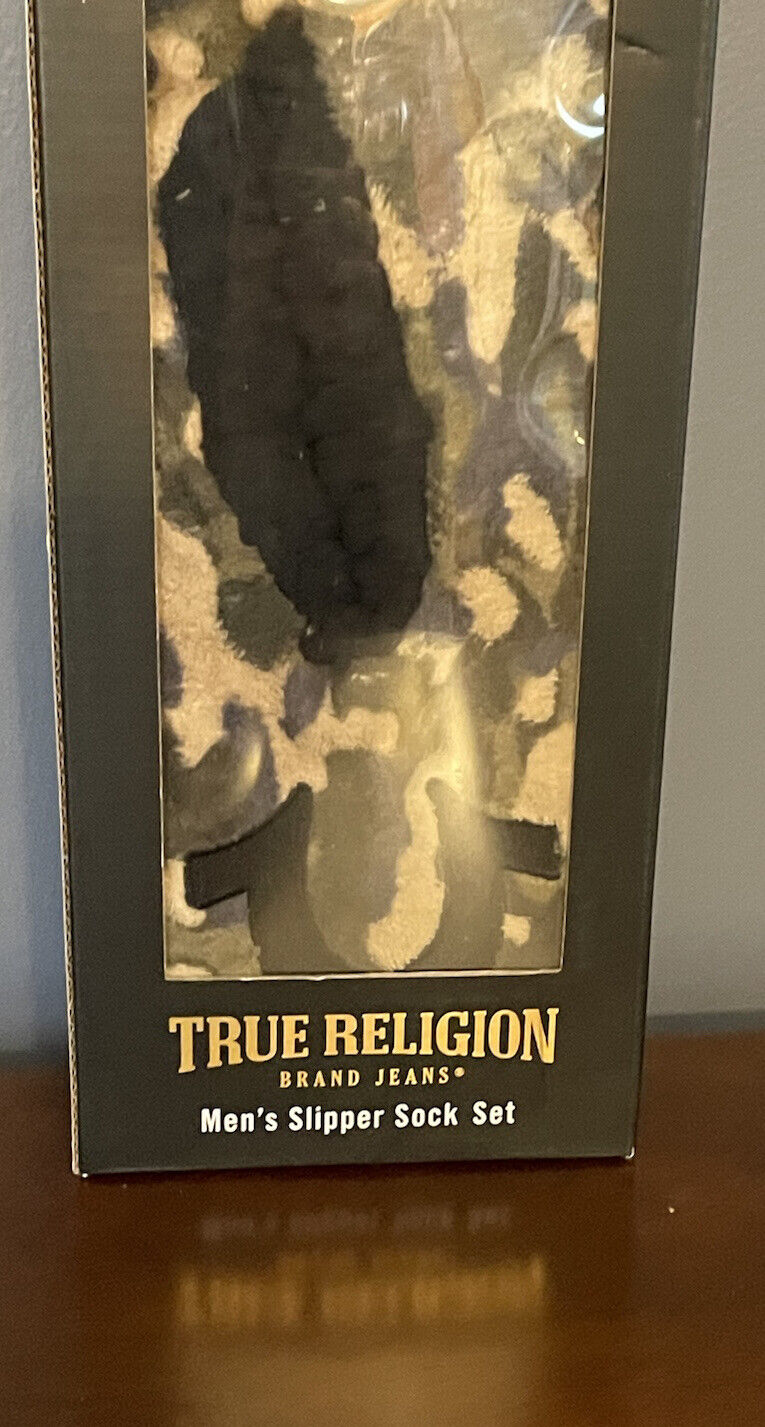 TRUE RELIGION
BRAND JEANS®
Men's Slipper Sock Set